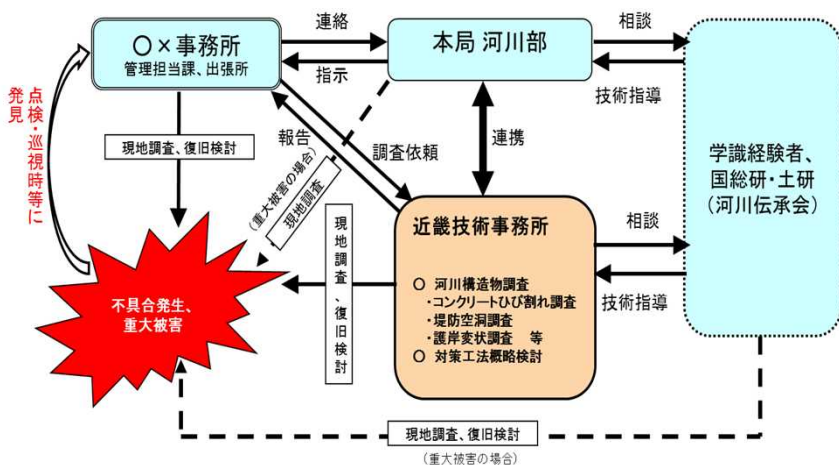 〇×事務所
管理担当課、出張所
連絡
指示
本局 河川部
相談
技術指導
学識経験者、
国総研・土研
(河川伝承会)
点検・巡視時等に
発見
現地調査、復旧検討
報告
調査依頼
(重大被害の場合)
現地調査
連携
不具合発生、
重大被害
現地調査、復旧検討
近畿技術事務所
〇 河川構造物調査
・コンクリートひび割れ調査
・堤防空洞調査
・護岸変状調査 等
〇 対策工法概略検討
相談
技術指導
現地調査、復旧検討
(重大被害の場合)